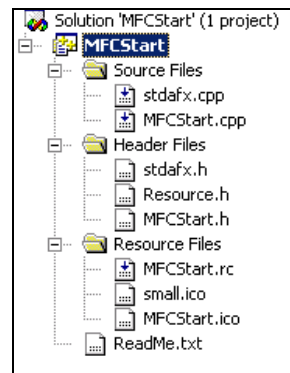 Solution 'MFCStart' (1 project)
MFCStart
Source Files
stdafx.cpp
MFCStart.cpp
Header Files
stdafx.h
Resource.h
MFCStart.h
Resource Files
MFCStart.rc
small.ico
MFCStart.ico
ReadMe.txt